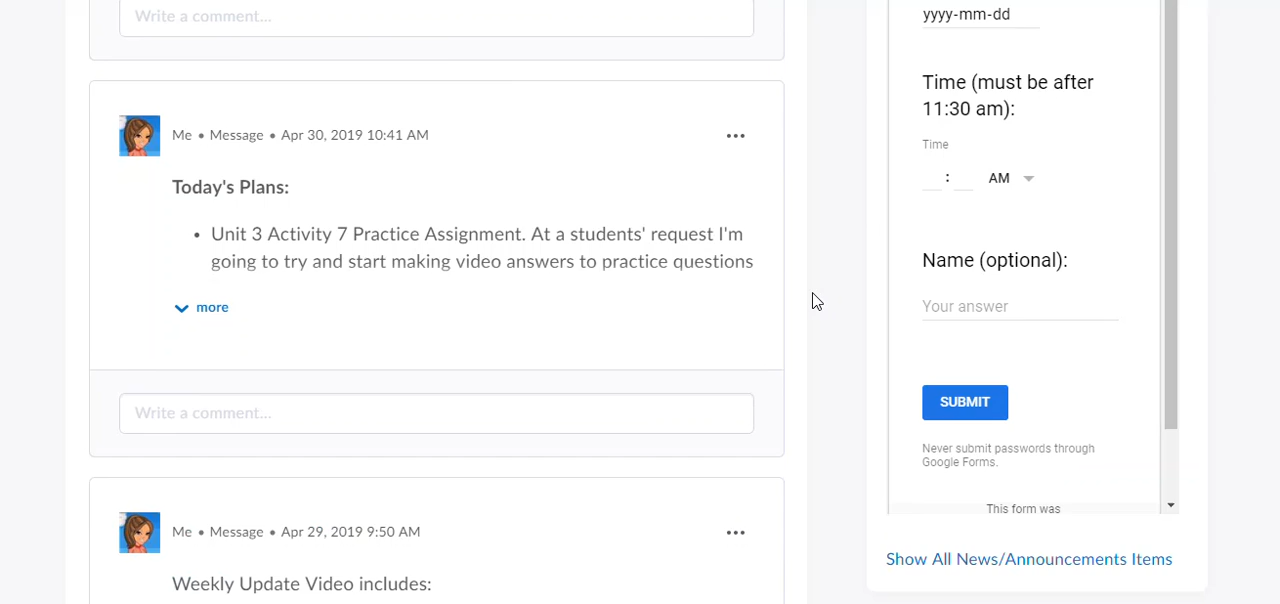 Write a comment...
Me • Message • Apr 30, 2019 10:41 AM
Today's Plans:
• Unit 3 Activity 7 Practice Assignment. At a students' request I'm
going to try and start making video answers to practice questions
more
Write a comment...
Me • Message • Apr 29, 2019 9:50 AM
Weekly Update Video includes:
yyyy-mm-dd
Time (must be after
11:30 am):
Time
: AM
Name (optional):
Your answer
SUBMIT
Never submit passwords through
Google Forms.
This form was
Show All News/Announcements Items